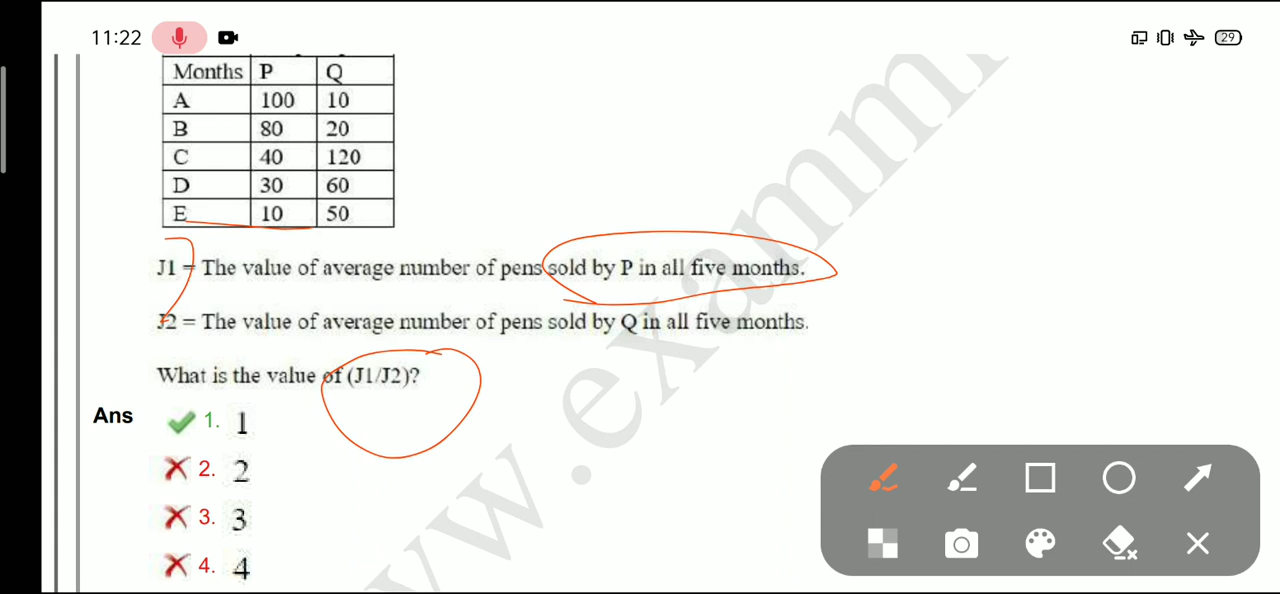 11:22
29
Months P Q
A 100 10
B 80 20
C 40 120
D 30 60
E 10 50
J1 = The value of average number of pens sold by P in all five months.
J2 = The value of average number of pens sold by Q in all five months.
What is the value of (J1/J2)?
Ans 1. 1
2. 2
3. 3
4. 4